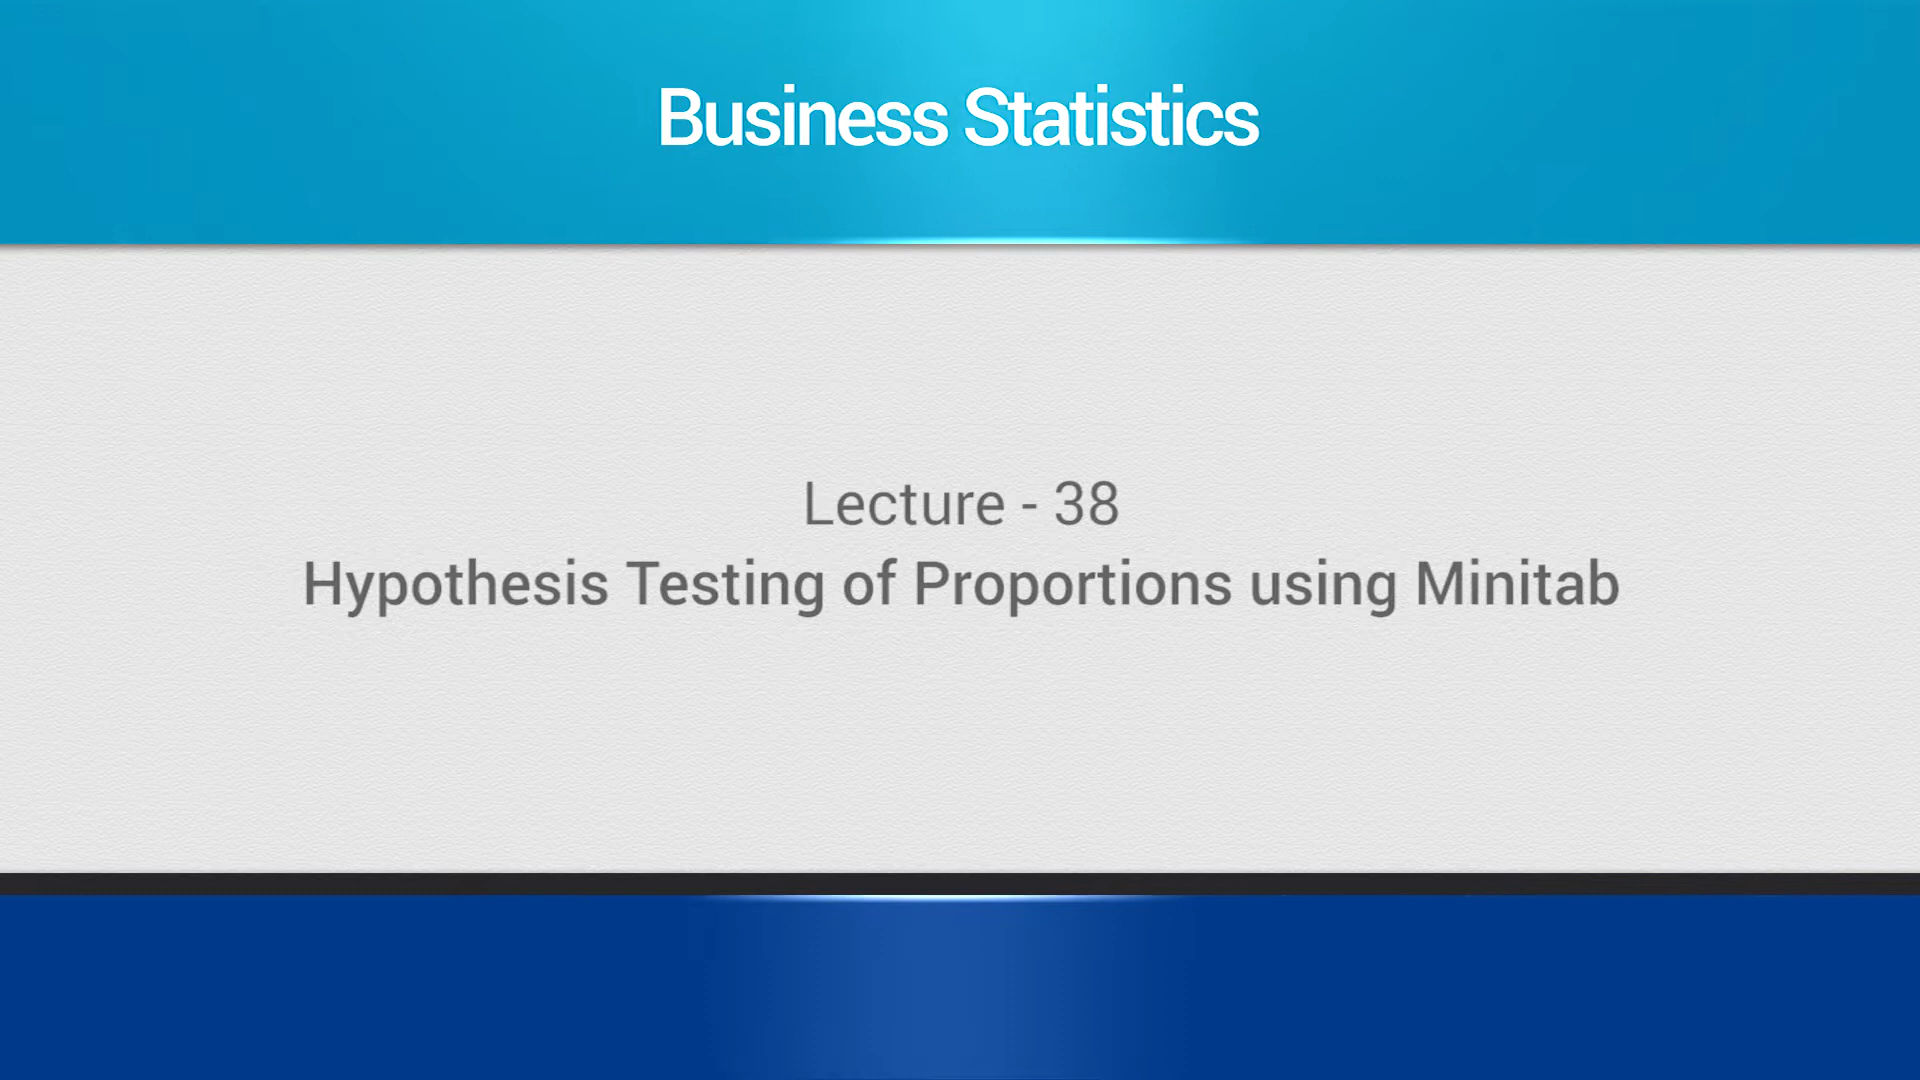 Business Statistics
Lecture - 38
Hypothesis Testing of Proportions using Minitab